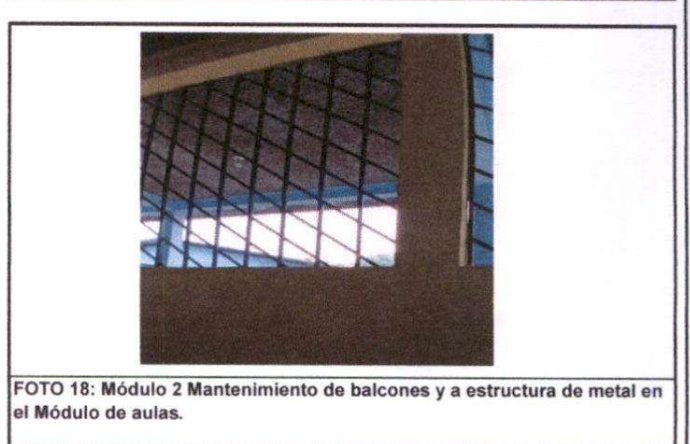 FOTO 18: Módulo 2 Mantenimiento de balcones y a estructura de metal en
el Módulo de aulas.